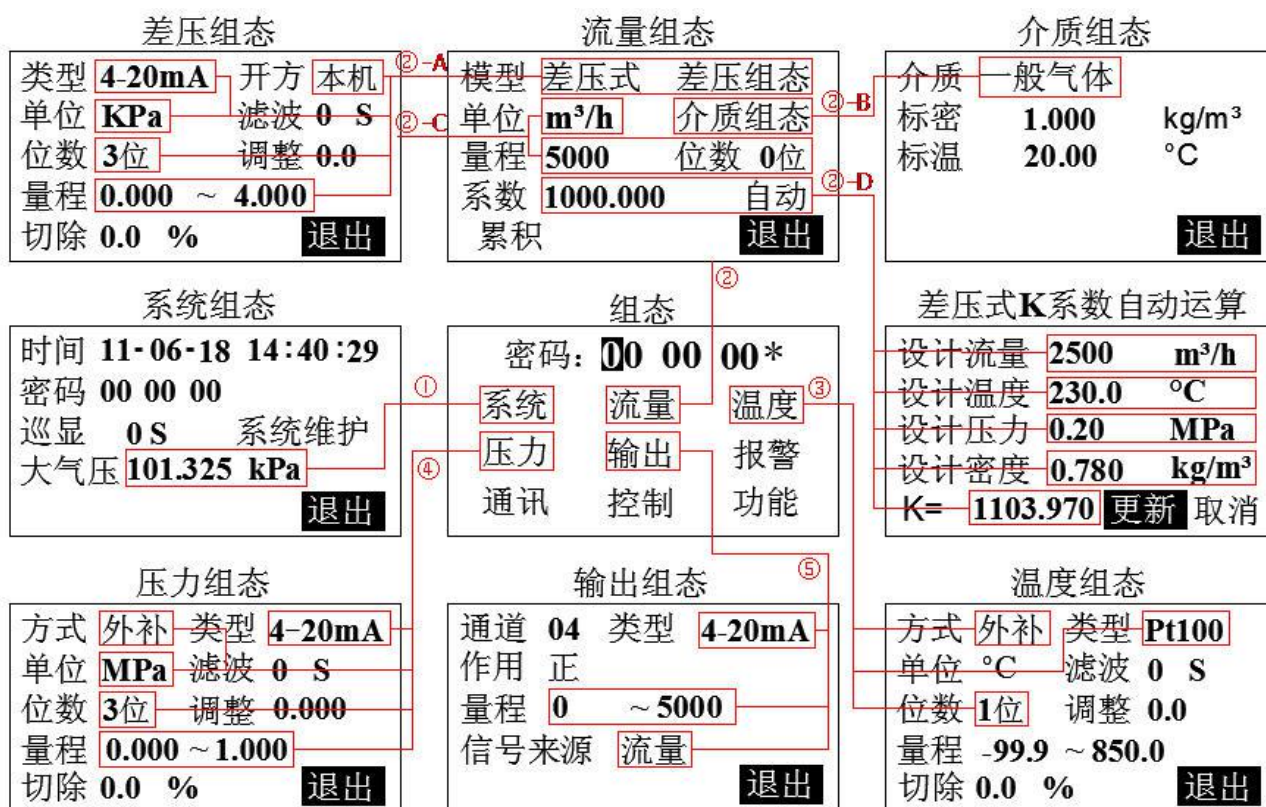 差压组态
类型 4-20mA 开方 本机
单位 KPa 滤波 0 S
位数 3位 调整 0.0
量程 0.000 ~ 4.000
切除 0.0 % 退出
②-A
②-C
流量组态
模型 差压式 差压组态
单位 m³/h 介质组态
量程 5000 位数 0位
系数 1000.000 自动
累积 退出
②-B
②-D
②
介质组态
介质 一般气体
标密 1.000 kg/m³
标温 20.00 °C
退出
系统组态
时间 11-06-18 14:40:29
密码 00 00 00
巡显 0 S 系统维护
大气压 101.325 kPa
退出
①
④
组态
密码: 00 00 00*
系统 流量 温度
压力 输出 报警
通讯 控制 功能
③
⑤
差压式K系数自动运算
设计流量 2500 m³/h
设计温度 230.0 °C
设计压力 0.20 MPa
设计密度 0.780 kg/m³
K= 1103.970 更新 取消
压力组态
方式 外补 类型 4-20mA
单位 MPa 滤波 0 S
位数 3位 调整 0.000
量程 0.000 ~ 1.000
切除 0.0 % 退出
输出组态
通道 04 类型 4-20mA
作用 正
量程 0 ~ 5000
信号来源 流量
退出
温度组态
方式 外补 类型 Pt100
单位 °C 滤波 0 S
位数 1位 调整 0.0
量程 -99.9 ~ 850.0
切除 0.0 % 退出